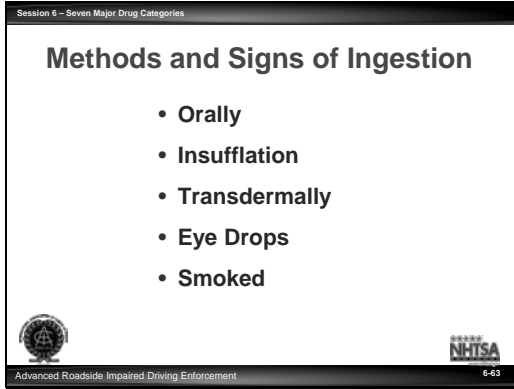 Session 6 – Seven Major Drug Categories
Methods and Signs of Ingestion
• Orally
• Insufflation
• Transdermally
• Eye Drops
• Smoked
NHTSA
Advanced Roadside Impaired Driving Enforcement
6-63